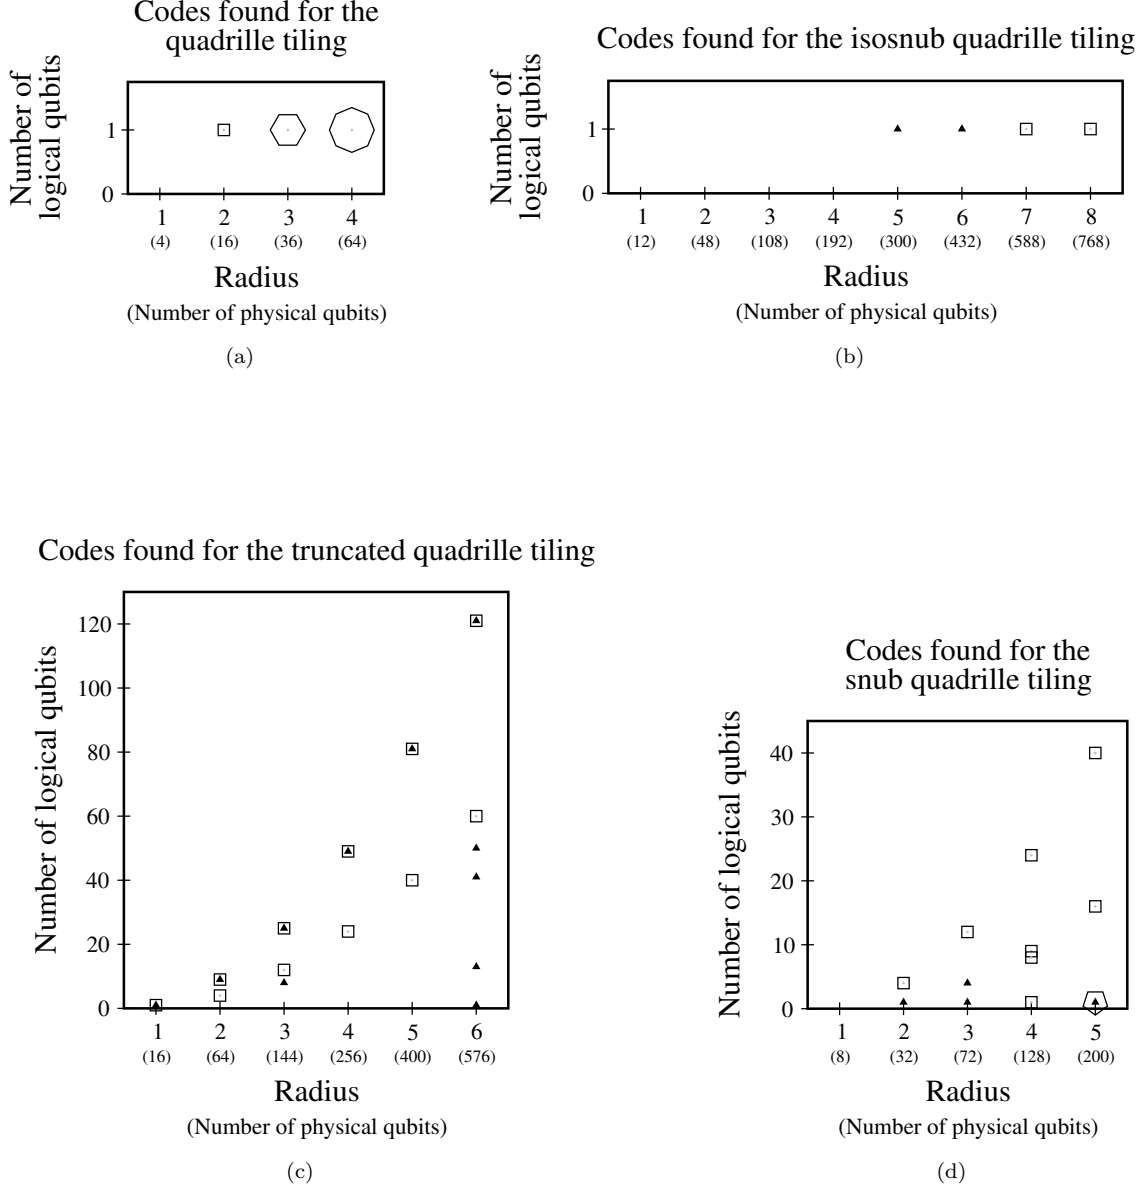 Codes found for the
quadrille tiling
Number of
logical qubits
1
0
1 2 3 4
(4) (16) (36) (64)
Radius
(Number of physical qubits)
(a)
Codes found for the isosnub quadrille tiling
Number of
logical qubits
1
0
1 2 3 4 5 6 7 8
(12) (48) (108) (192) (300) (432) (588) (768)
Radius
(Number of physical qubits)
(b)
Codes found for the truncated quadrille tiling
Number of logical qubits
120
100
80
60
40
20
0
1 2 3 4 5 6
(16) (64) (144) (256) (400) (576)
Radius
(Number of physical qubits)
(c)
Codes found for the
snub quadrille tiling
Number of logical qubits
40
30
20
10
0
1 2 3 4 5
(8) (32) (72) (128) (200)
Radius
(Number of physical qubits)
(d)